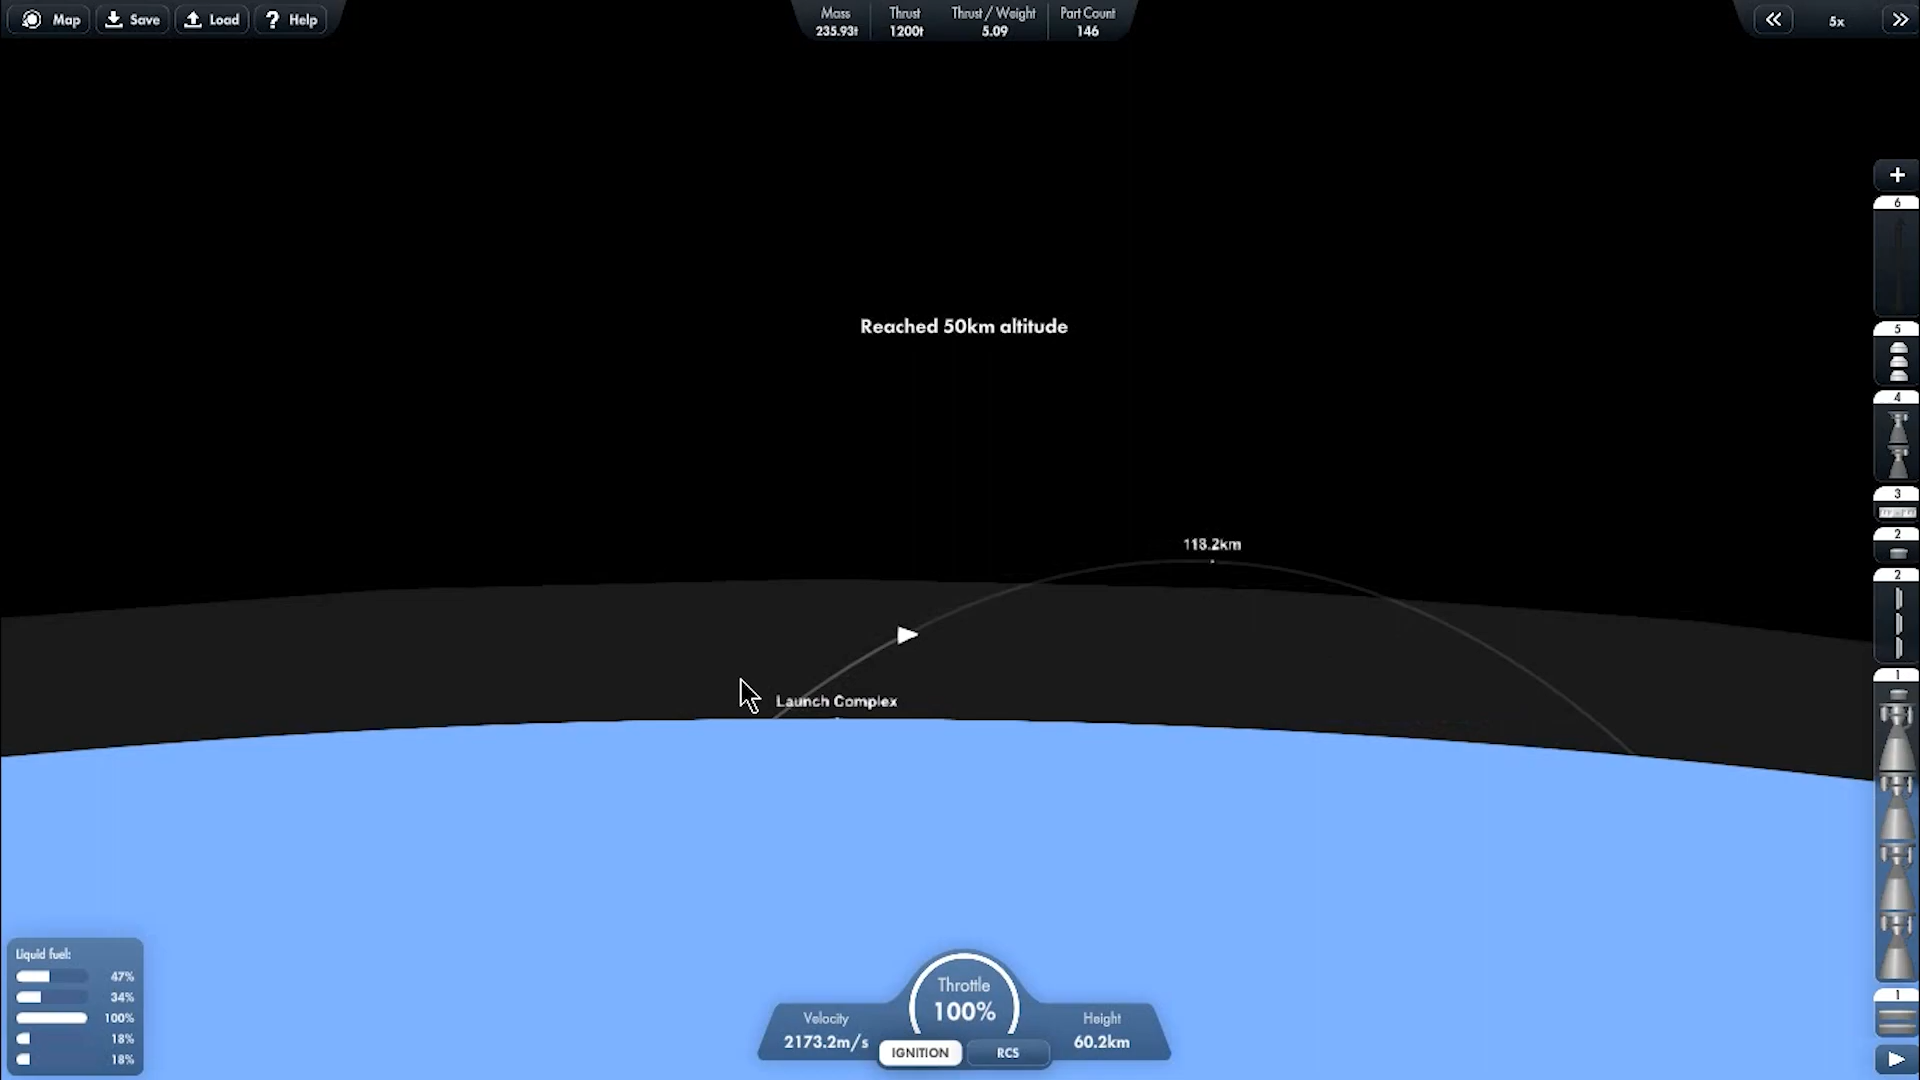 Map
Save
Load
? Help
Mass
235.93t
Thrust
1200t
Thrust / Weight
5.09
Part Count
146
5x
Reached 50km altitude
118.2km
Launch Complex
+
6
5
4
3
2
2
1
1
Liquid fuel:
47%
34%
100%
18%
18%
Throttle
100%
Velocity
2173.2m/s
Height
60.2km
IGNITION
RCS